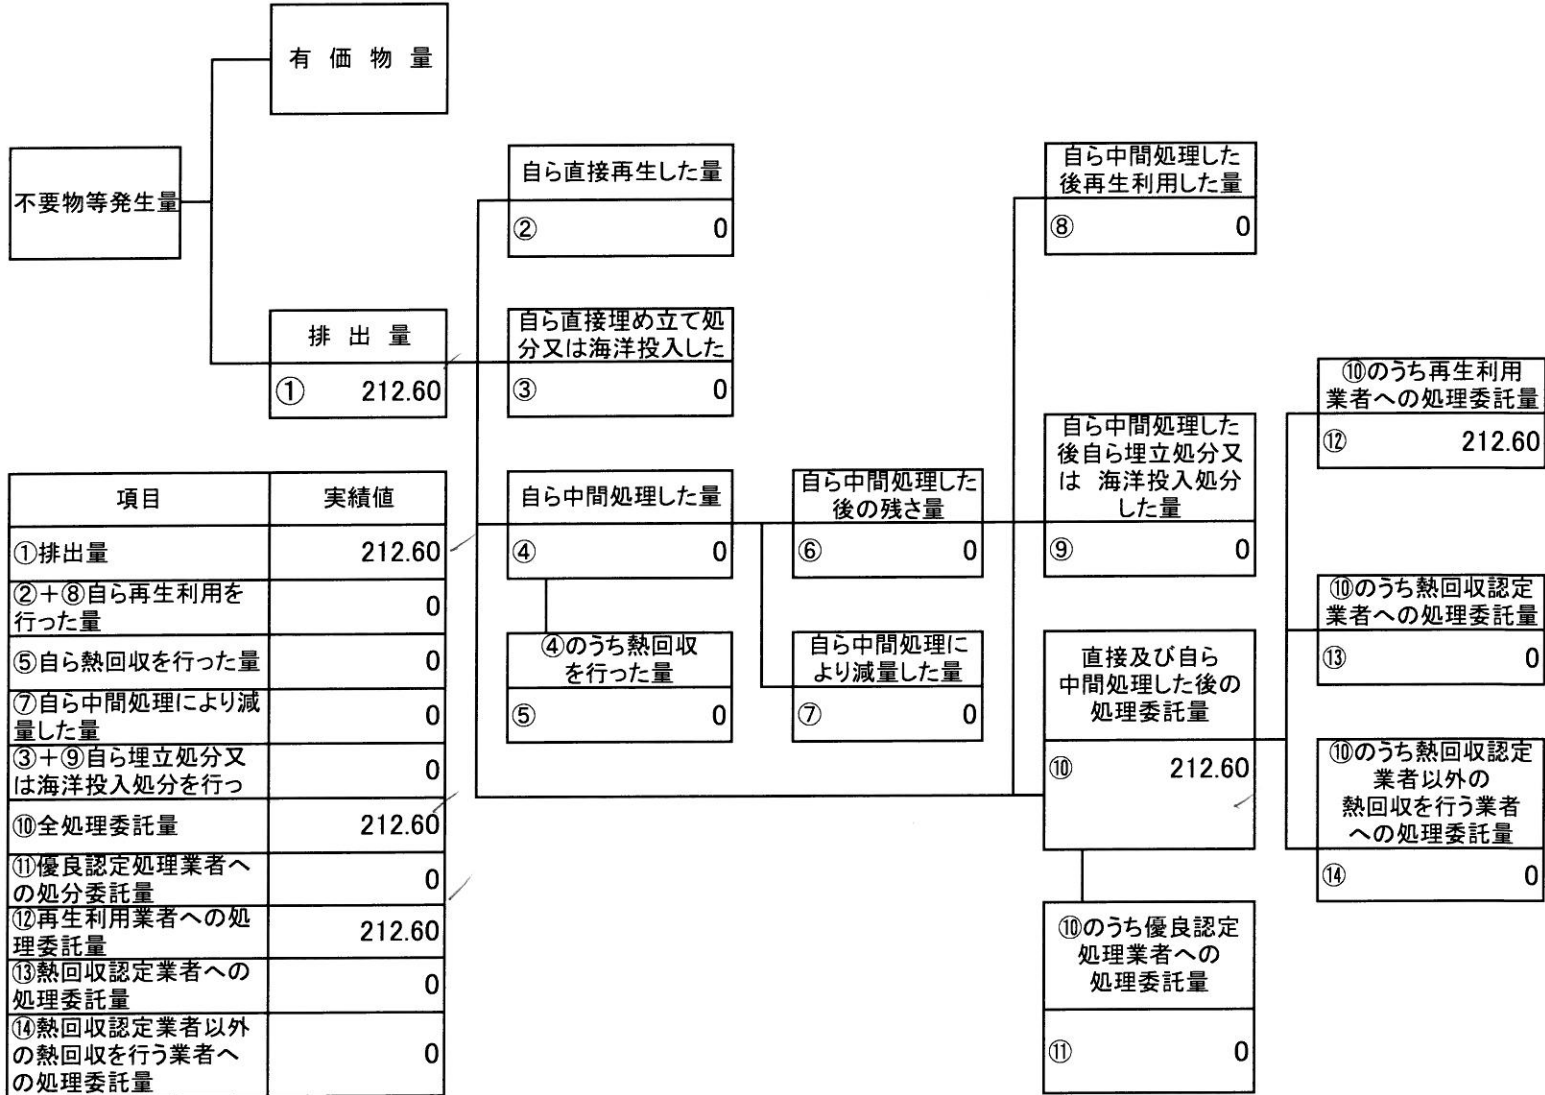 有価物量
不要物等発生量
排出量
① 212.60
自ら直接再生した量
② 0
自ら直接埋め立て処
分又は海洋投入した
③ 0
自ら中間処理した量
④ 0
④のうち熱回収
を行った量
⑤ 0
自ら中間処理した
後の残さ量
⑥ 0
自ら中間処理に
より減量した量
⑦ 0
自ら中間処理した
後再生利用した量
⑧ 0
自ら中間処理した
後自ら埋立処分又
は 海洋投入処分
した量
⑨ 0
直接及び自ら
中間処理した後の
処理委託量
⑩ 212.60
⑩のうち優良認定
処理業者への
処理委託量
⑪ 0
⑩のうち再生利用
業者への処理委託量
⑫ 212.60
⑩のうち熱回収認定
業者への処理委託量
⑬ 0
⑩のうち熱回収認定
業者以外の
熱回収を行う業者
への処理委託量
⑭ 0
項目 実績値
①排出量 212.60
②+⑧自ら再生利用を
行った量 0
⑤自ら熱回収を行った量 0
⑦自ら中間処理により減
量した量 0
③+⑨自ら埋立処分又
は海洋投入処分を行っ 0
⑩全処理委託量 212.60
⑪優良認定処理業者へ
の処分委託量 0
⑫再生利用業者への処
理委託量 212.60
⑬熱回収認定業者への
処理委託量 0
⑭熱回収認定業者以外
の熱回収を行う業者へ
の処理委託量 0